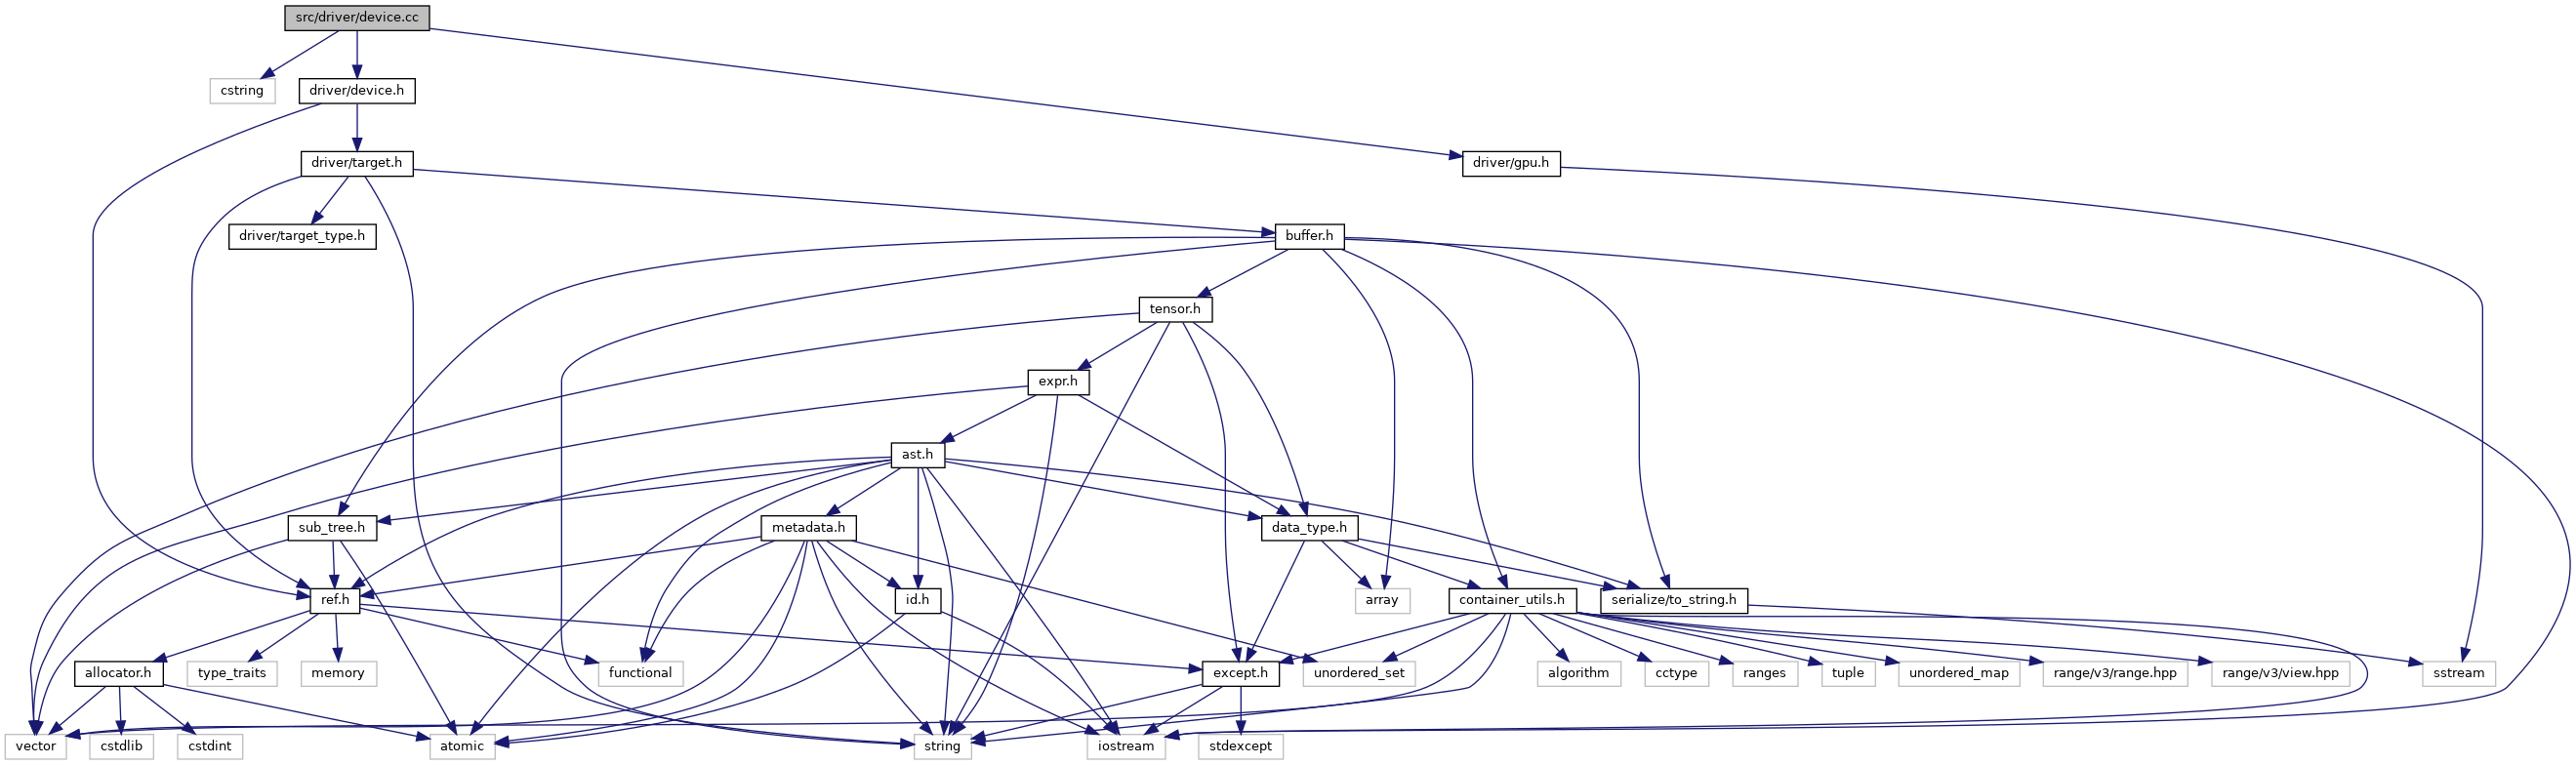 src/driver/device.cc
cstring
driver/device.h
driver/target.h
driver/gpu.h
driver/target_type.h
buffer.h
tensor.h
expr.h
ast.h
sub_tree.h
metadata.h
data_type.h
ref.h
id.h
array
container_utils.h
serialize/to_string.h
allocator.h
type_traits
memory
functional
except.h
unordered_set
algorithm
cctype
ranges
tuple
unordered_map
range/v3/range.hpp
range/v3/view.hpp
sstream
vector
cstdlib
cstdint
atomic
string
iostream
stdexcept